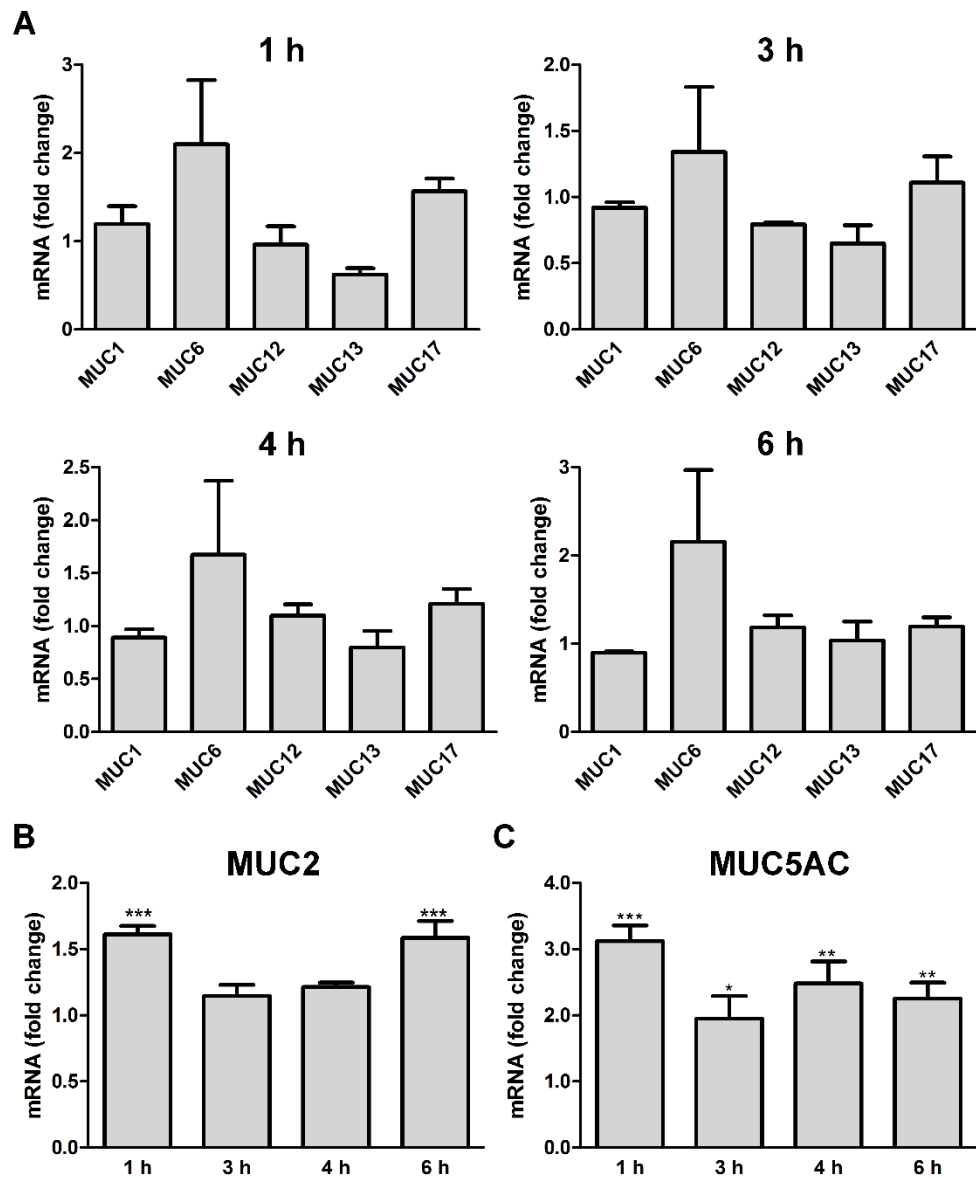 A
1 h
mRNA (fold change)
3
2
1
0
MUC1
MUC6
MUC12
MUC13
MUC17
3 h
mRNA (fold change)
2.0
1.5
1.0
0.5
0.0
MUC1
MUC6
MUC12
MUC13
MUC17
4 h
mRNA (fold change)
2.5
2.0
1.5
1.0
0.5
0.0
MUC1
MUC6
MUC12
MUC13
MUC17
6 h
mRNA (fold change)
3
2
1
0
MUC1
MUC6
MUC12
MUC13
MUC17
B
MUC2
mRNA (fold change)
2.0
1.5
1.0
0.5
0.0
***
***
1 h
3 h
4 h
6 h
C
MUC5AC
mRNA (fold change)
4.0
3.0
2.0
1.0
0.0
***
*
**
**
1 h
3 h
4 h
6 h